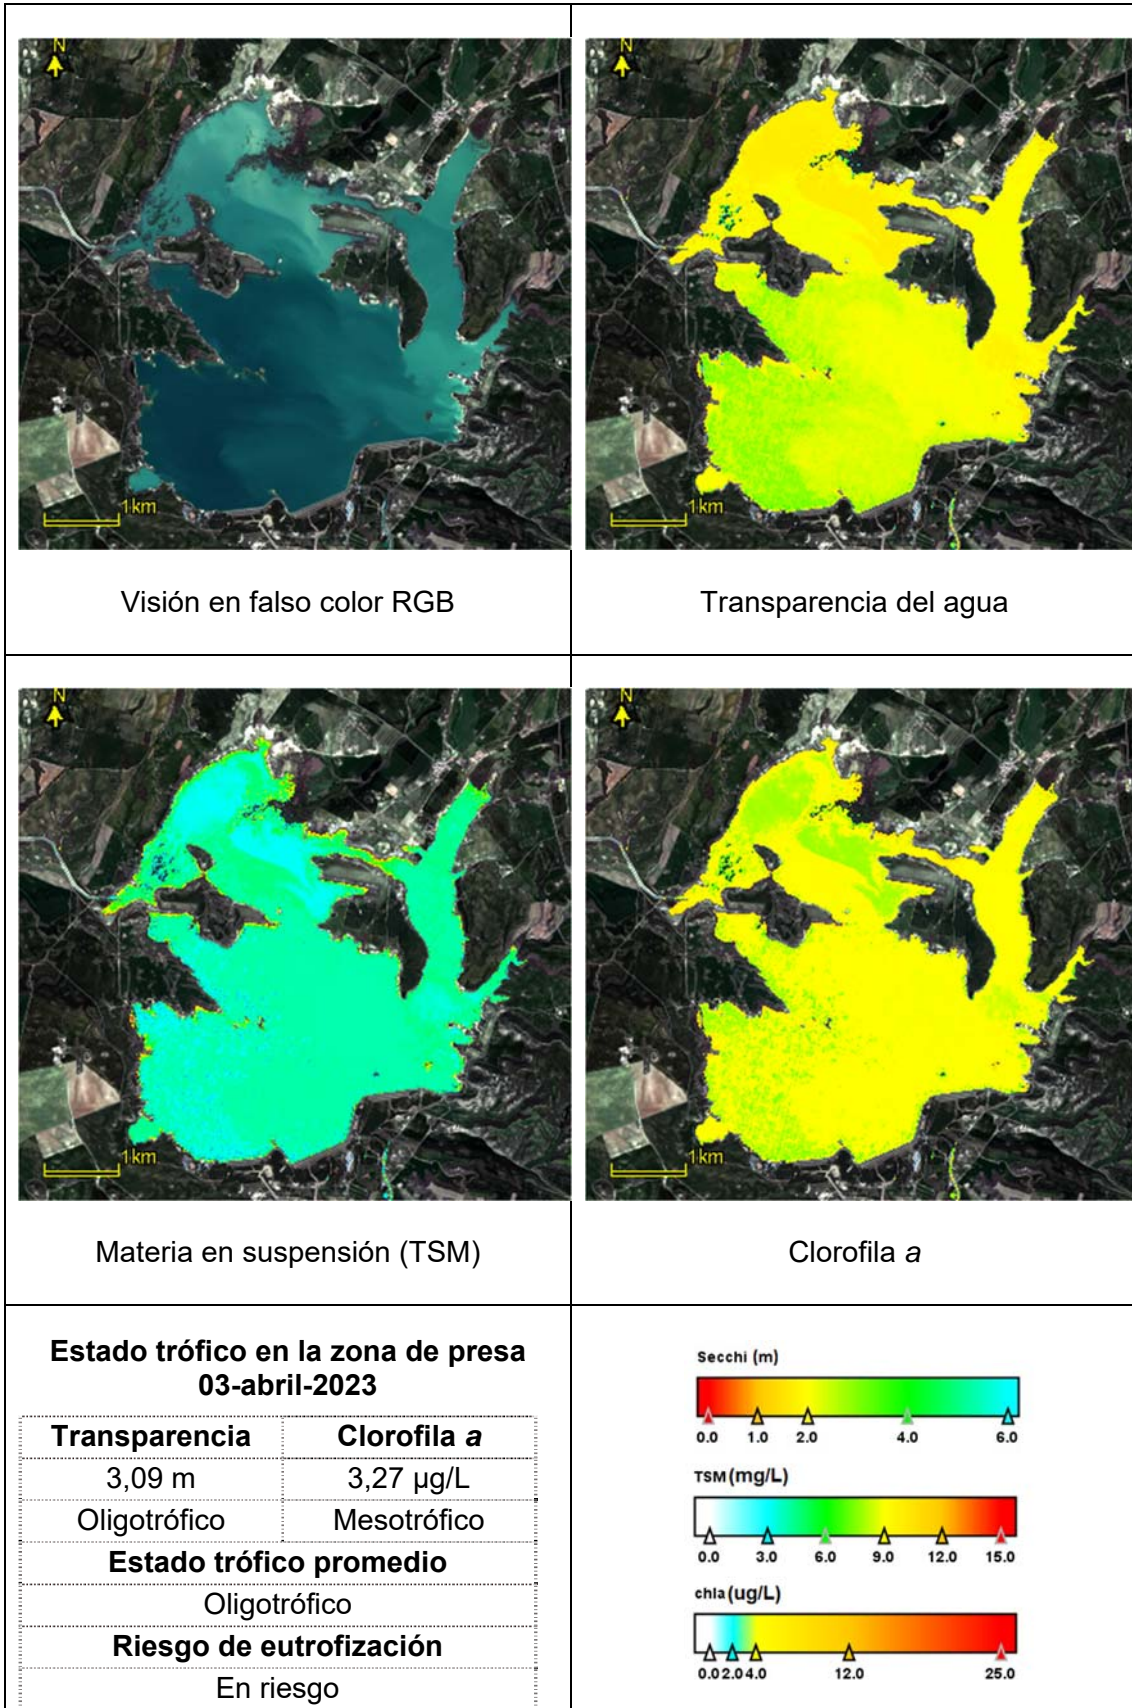 N
1km
N
1km
Visión en falso color RGB
Transparencia del agua
N
1km
N
1km
Materia en suspensión (TSM)
Clorofila a
Estado trófico en la zona de presa
03-abril-2023
Transparencia
Clorofila a
3,09 m
3,27 µg/L
Oligotrófico
Mesotrófico
Estado trófico promedio
Oligotrófico
Riesgo de eutrofización
En riesgo
Secchi (m)
0.0 1.0 2.0 4.0 6.0
TSM (mg/L)
0.0 3.0 6.0 9.0 12.0 15.0
chla (ug/L)
0.0 2.0 4.0 12.0 25.0